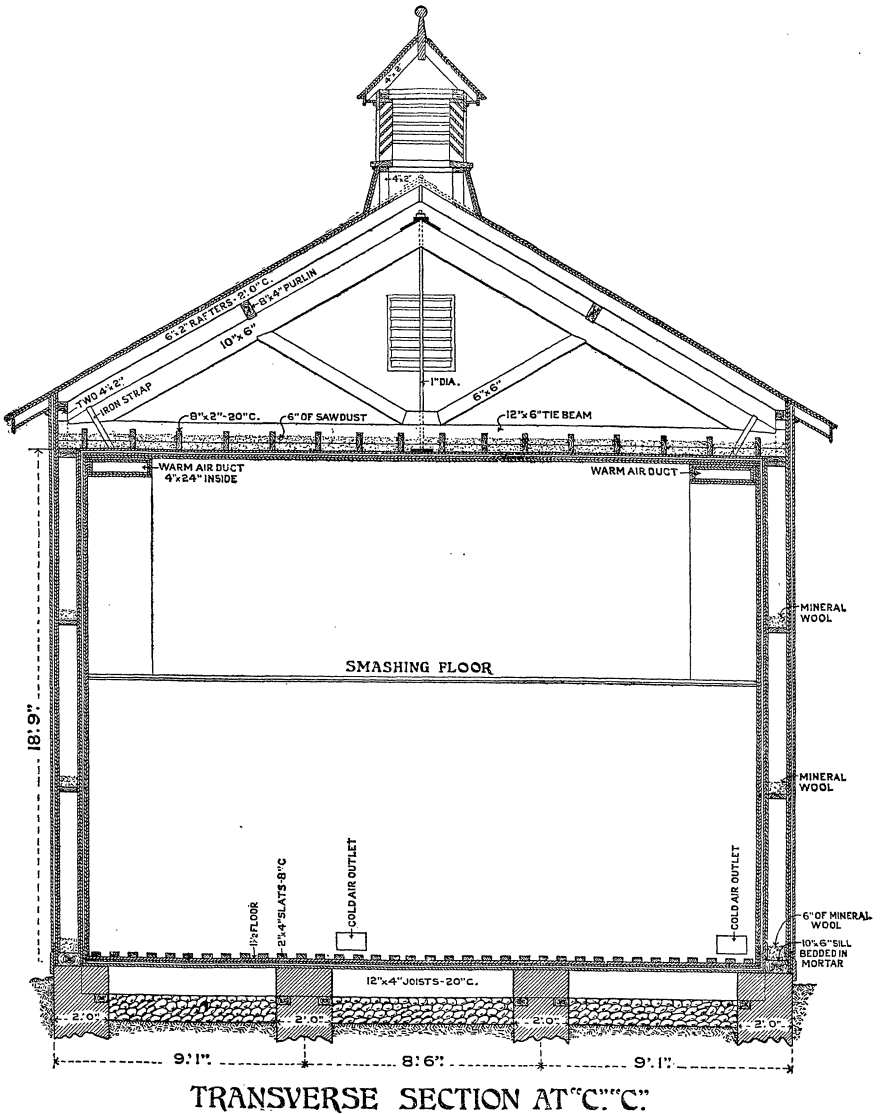 4"x2"
4"x2"
6"x2" RAFTERS-2'.0"C.
8"x4" PURLIN
10"x6"
TWO 4"x2"
IRON STRAP
1" DIA.
6"x6"
8"x2"-20"C.
6" OF SAWDUST
12"x6" TIE BEAM
WARM AIR DUCT
4"x24" INSIDE
WARM AIR DUCT
MINERAL
WOOL
SMASHING FLOOR
18'.9"
MINERAL
WOOL
1½ FLOOR
2"x4" SLATS-8"C
COLD AIR OUTLET
COLD AIR OUTLET
6" OF MINERAL
WOOL
10"x6" SILL
BEDDED IN
MORTAR
12"x4" JOISTS-20"C.
2'.0"
2'.0"
2'.0"
2'.0"
9'.1".
8'.6".
9'.1".
TRANSVERSE SECTION AT "C"."C".